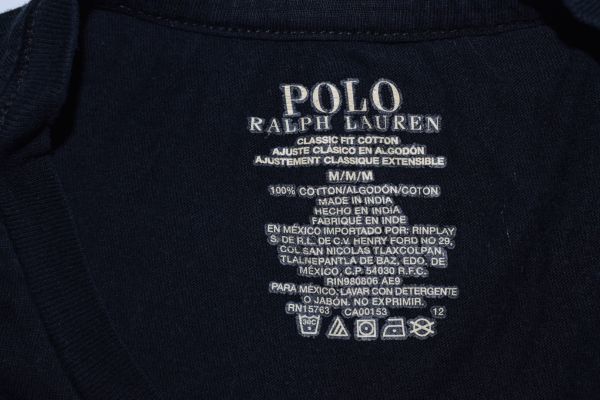 POLO
RALPH LAUREN
CLASSIC FIT COTTON
AJUSTE CLÁSICO EN ALGODÓN
AJUSTEMENT CLASSIQUE EXTENSIBLE
M/M/M
100% COTTON/ALGODÓN/COTON
MADE IN INDIA
HECHO EN INDIA
FABRIQUÉ EN INDE
EN MÉXICO IMPORTADO POR: RINPLAY
S. DE R.L. DE C.V. HENRY FORD NO 29,
COL SAN NICOLAS TLAXCOLPAN,
TLALNEPANTLA DE BAZ, EDO. DE
MÉXICO, C.P. 54030 R.F.C.
RIN980806 AE9
PARA MÉXICO: LAVAR CON DETERGENTE
O JABÓN. NO EXPRIMIR.
RN15763 CA00153 12
30C